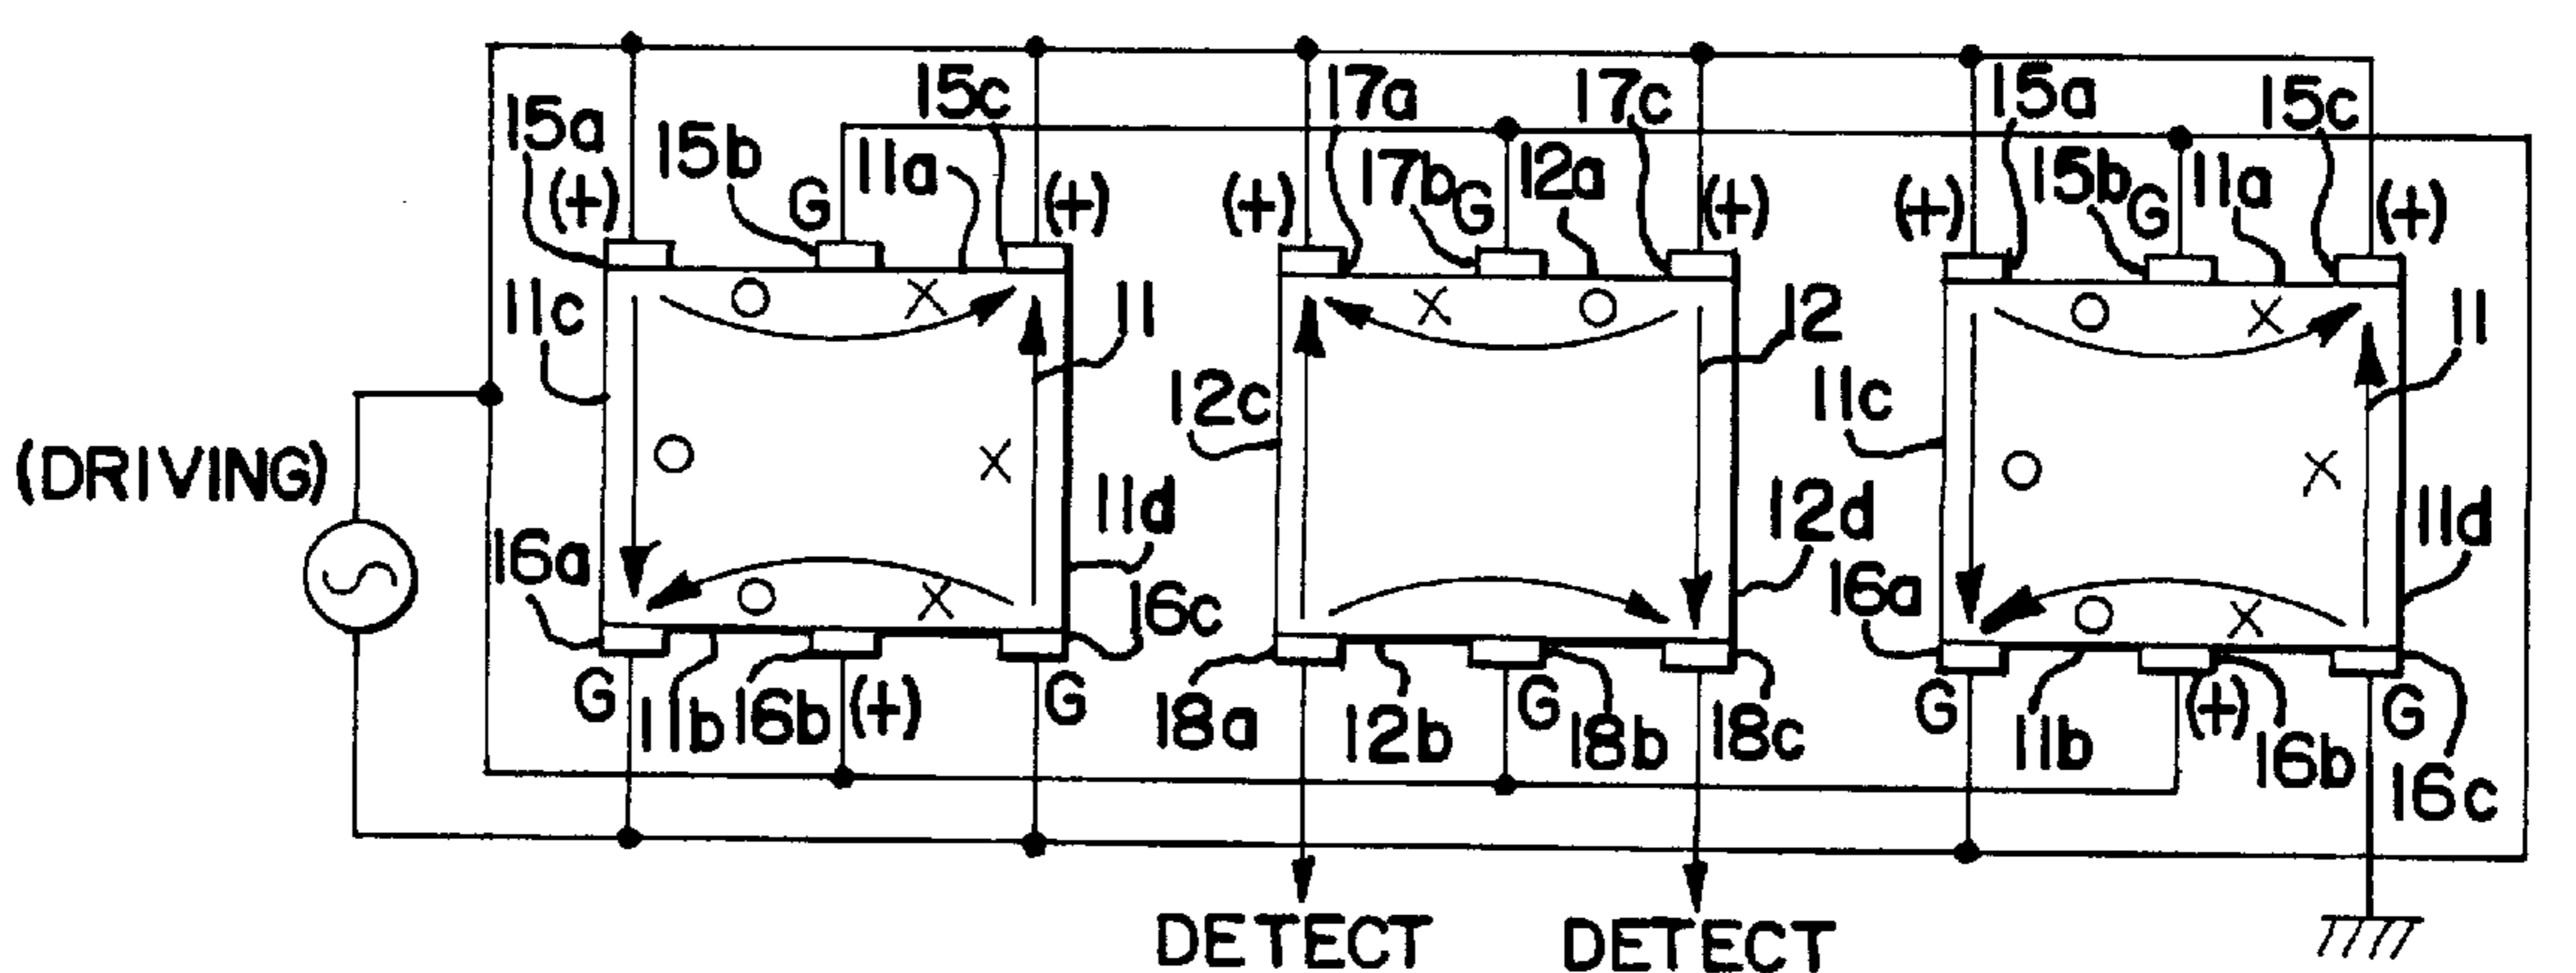 15a 15b 15c 11a 17a 17b 17c 12a 15a 15b 15c 11a
(+) G (+) (+) G (+) (+) G (+)
11c 11 12c 12 11c 11
(DRIVING)
11d 12d 11d
16a 16c 16a
G 11b 16b (+) G 18a 12b G 18b 18c G 11b (+) 16b G 16c
DETECT DETECT